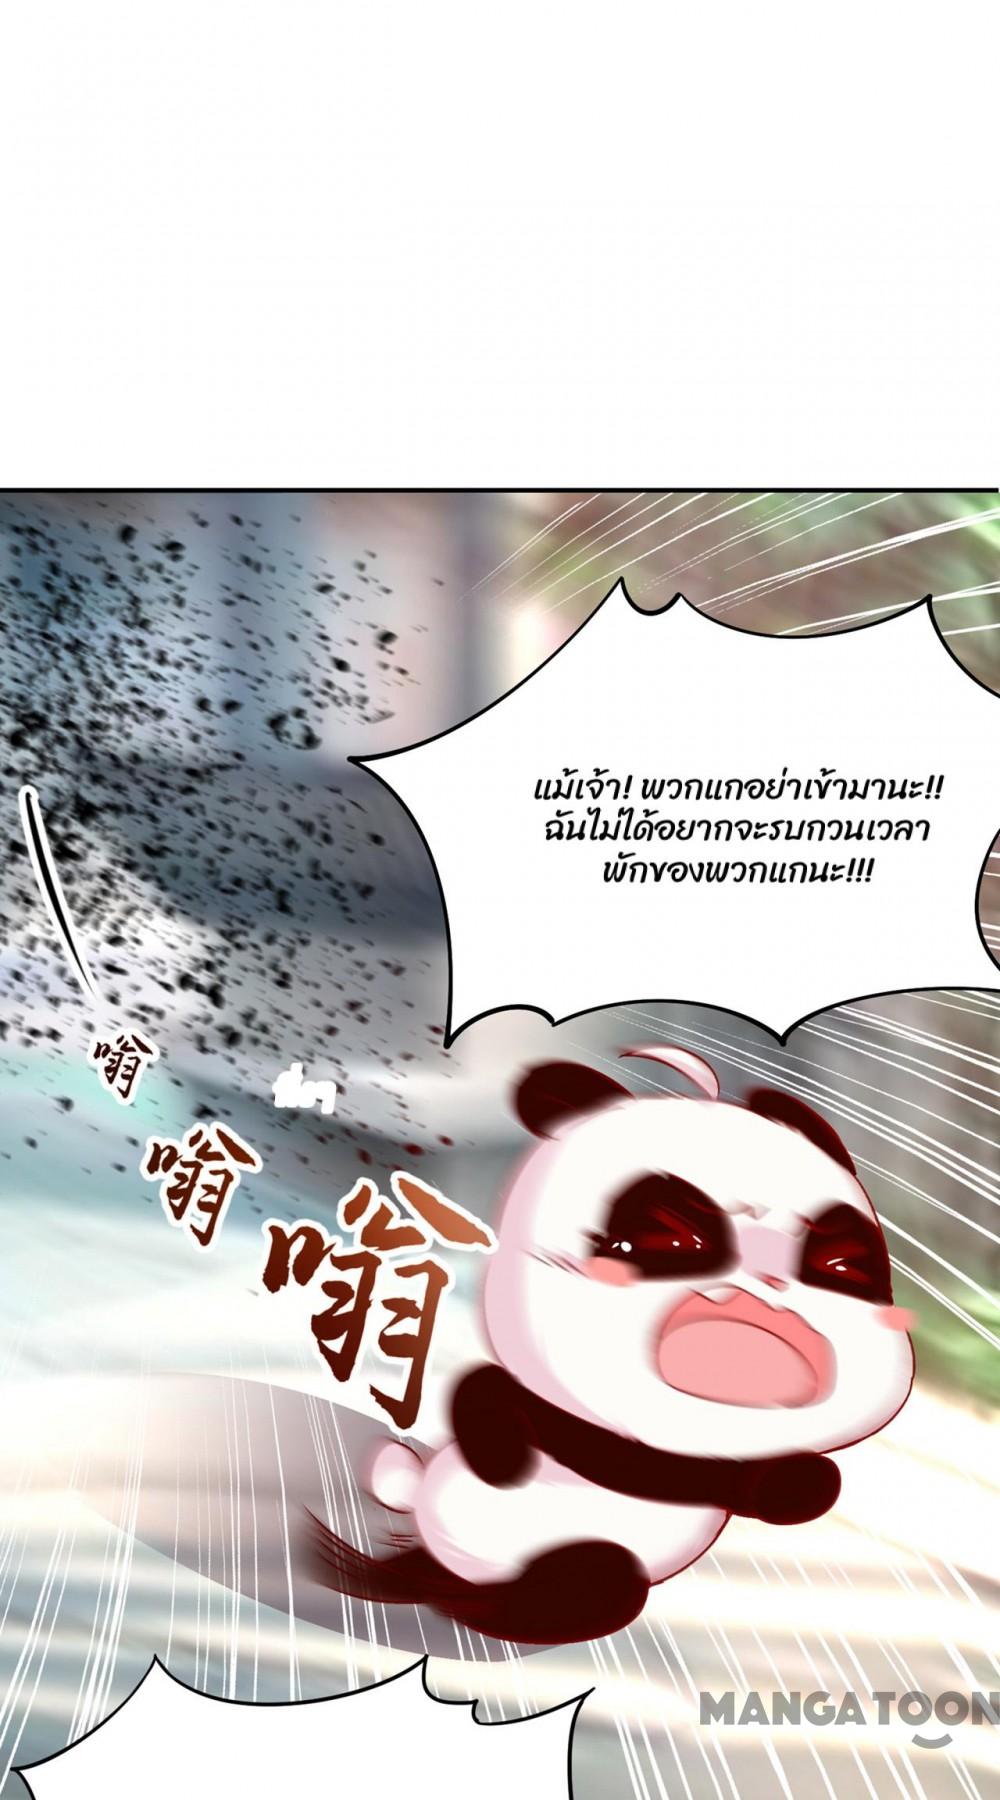 แม้เจ้า! พวกแกอย่าเข้ามานะ!!
ฉันไม่ได้อยากจะรบกวนเวลา
พักของพวกแกนะ!!!
嗡
หึ่งๆ
嗡
嗡
MANGATOON